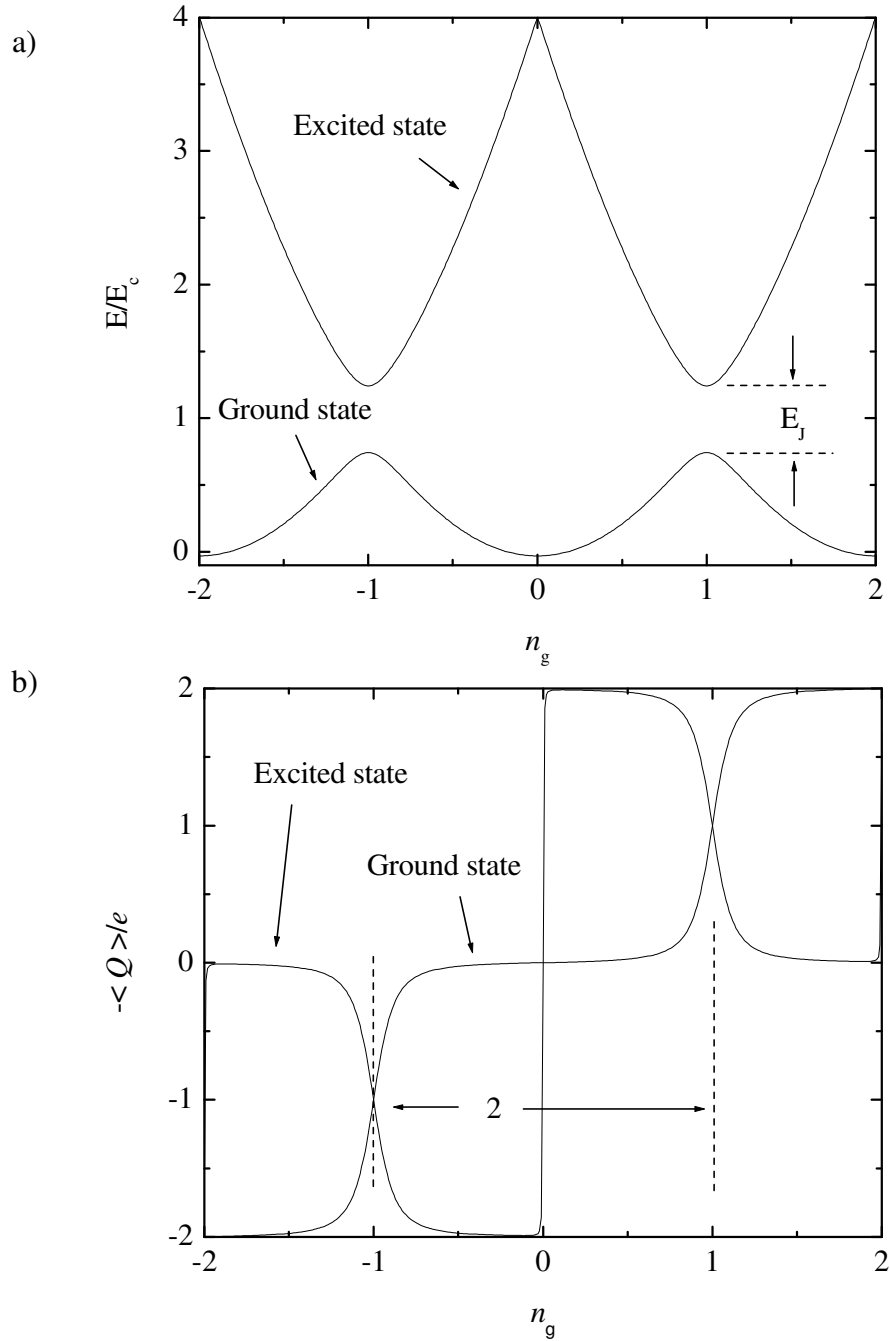 a)
4
3
2
1
0
E/E_c
Excited state
Ground state
E_J
-2
-1
0
1
2
n_g
b)
2
1
0
-1
-2
-< Q >/e
Excited state
Ground state
2
-2
-1
0
1
2
n_g